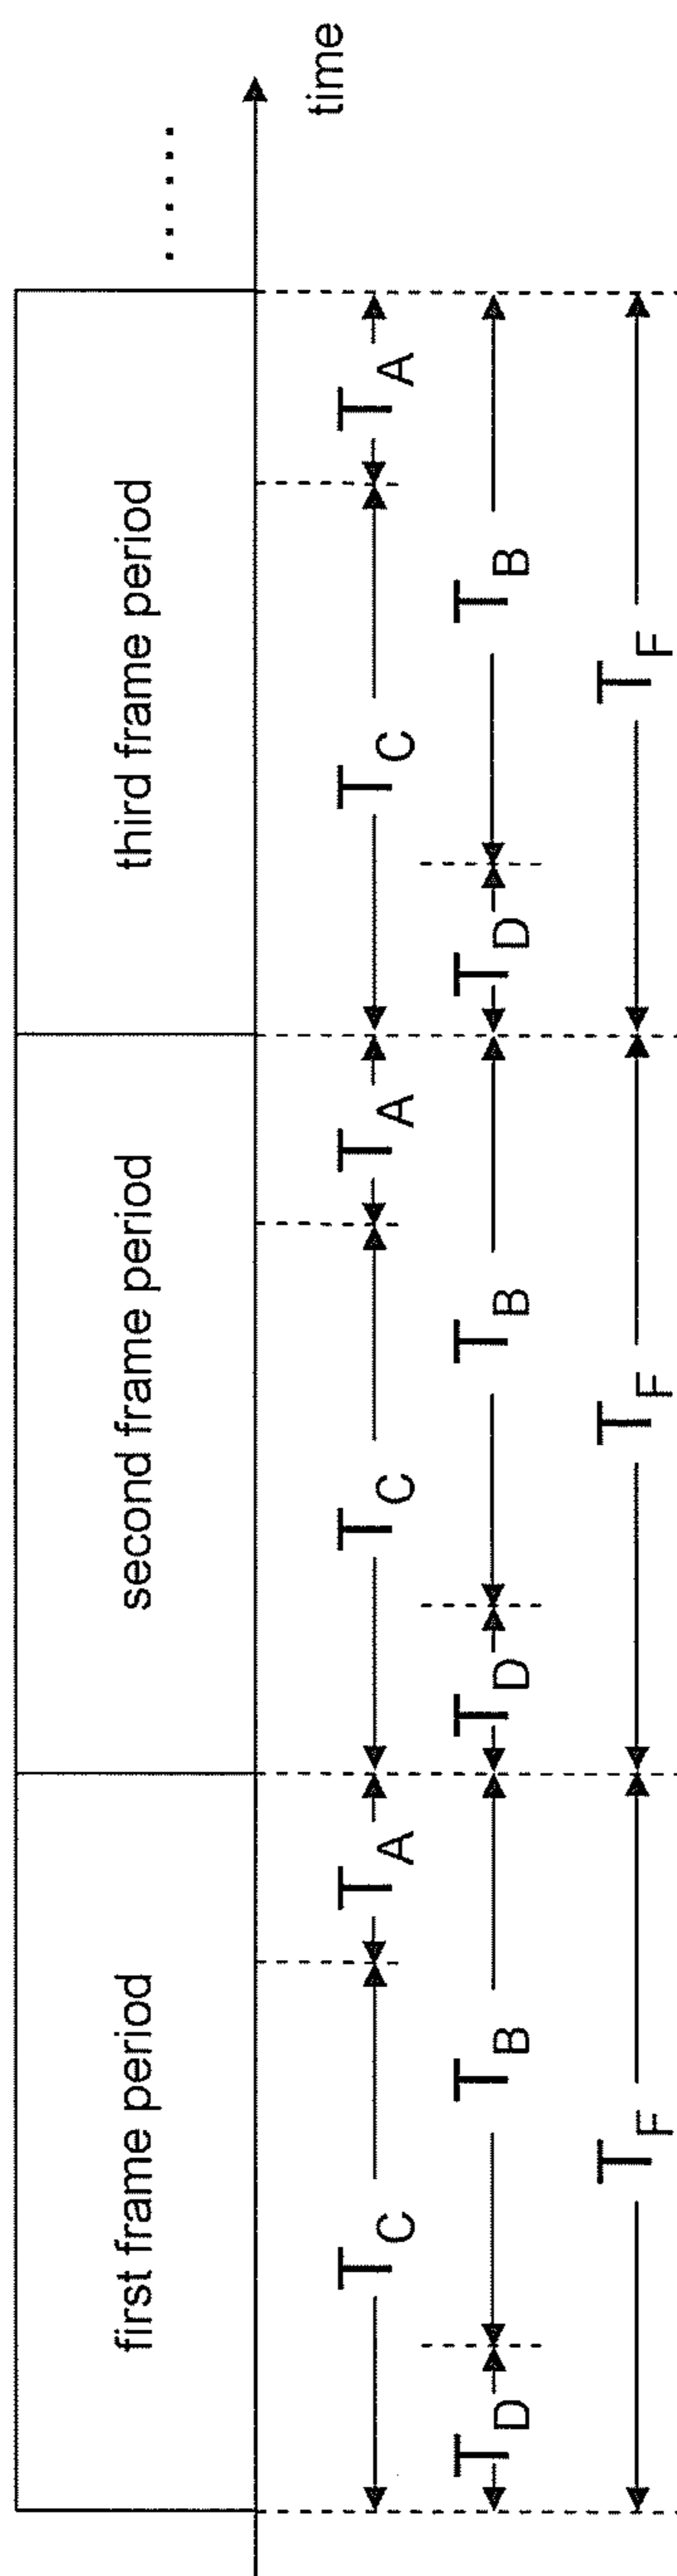 first frame period second frame period third frame period ......
time
T_C T_A T_C T_A T_C T_A
T_D T_B T_D T_B T_D T_B
T_F T_F T_F